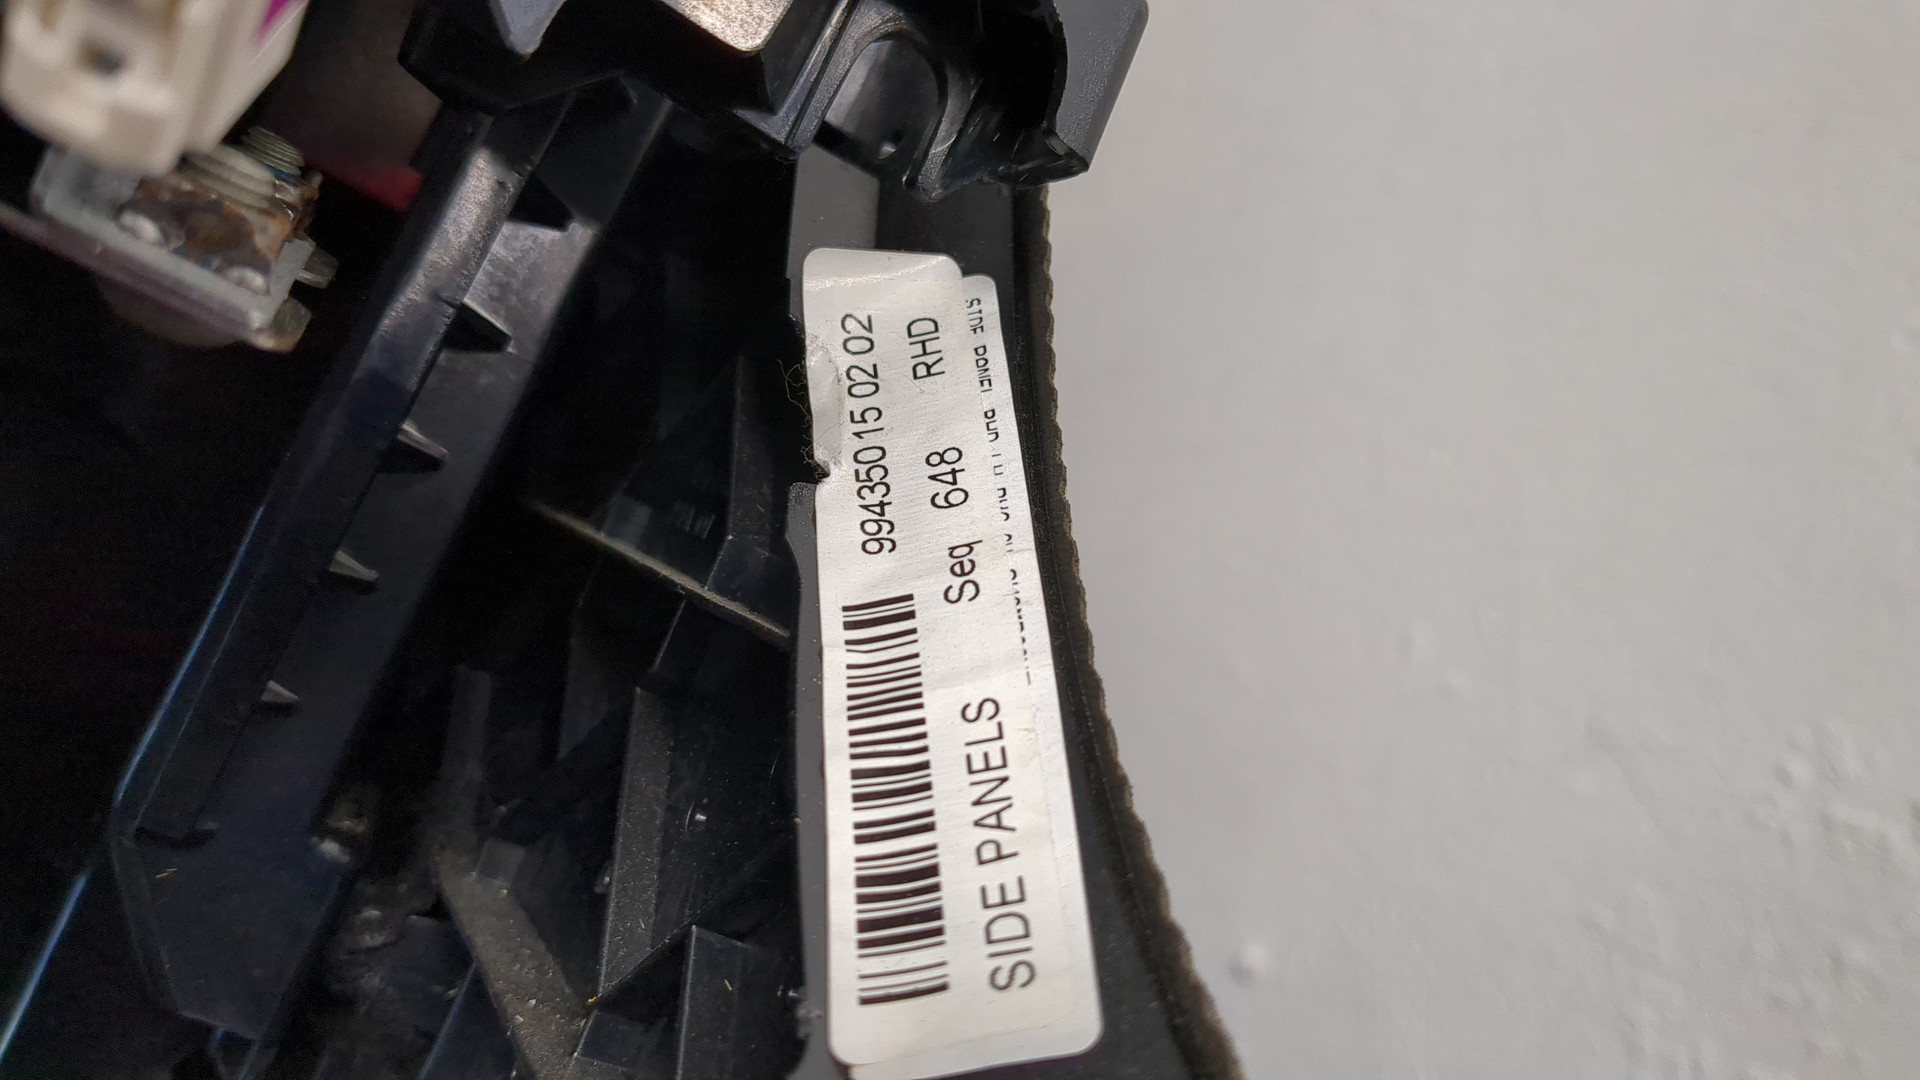 99435015 02 02
RHD
Seq 648
SIDE PANELS